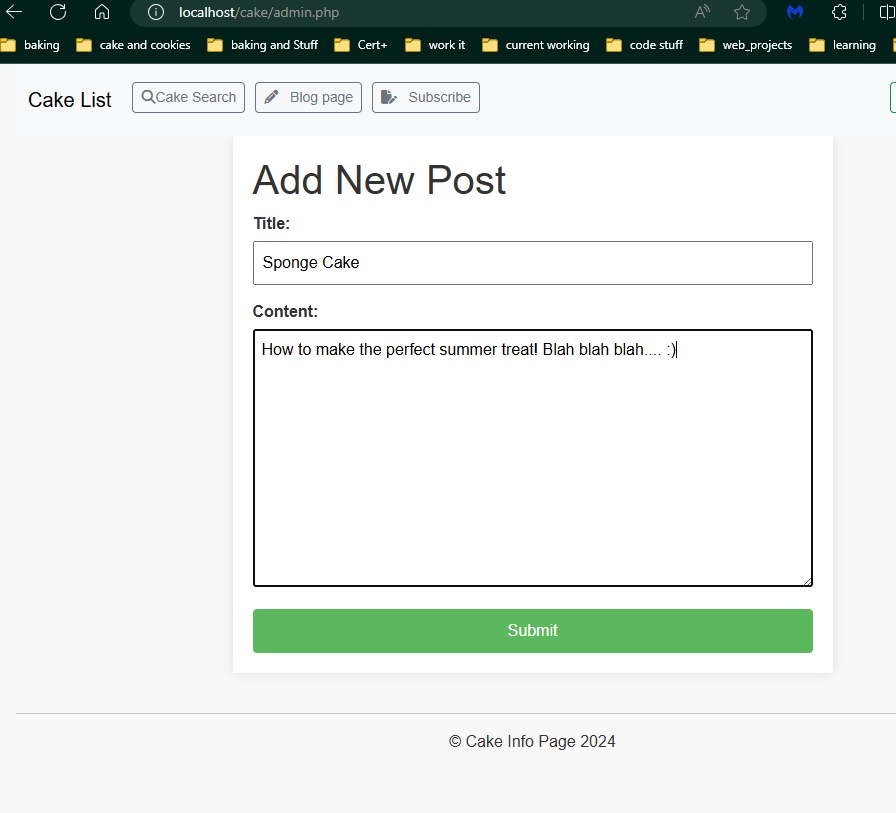 localhost/cake/admin.php
baking cake and cookies baking and Stuff Cert+ work it current working code stuff web_projects learning
Cake List Cake Search Blog page Subscribe
Add New Post
Title:
Sponge Cake
Content:
How to make the perfect summer treat! Blah blah blah.... :)
Submit
© Cake Info Page 2024